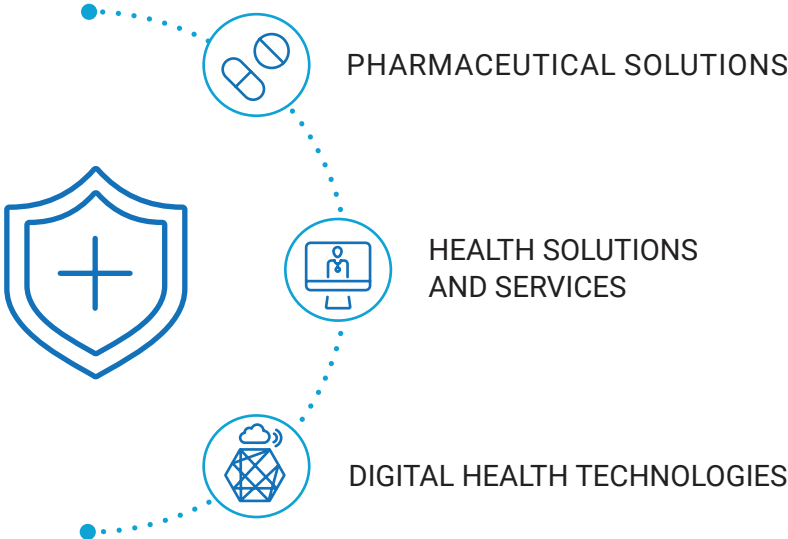 PHARMACEUTICAL SOLUTIONS
HEALTH SOLUTIONS
AND SERVICES
DIGITAL HEALTH TECHNOLOGIES